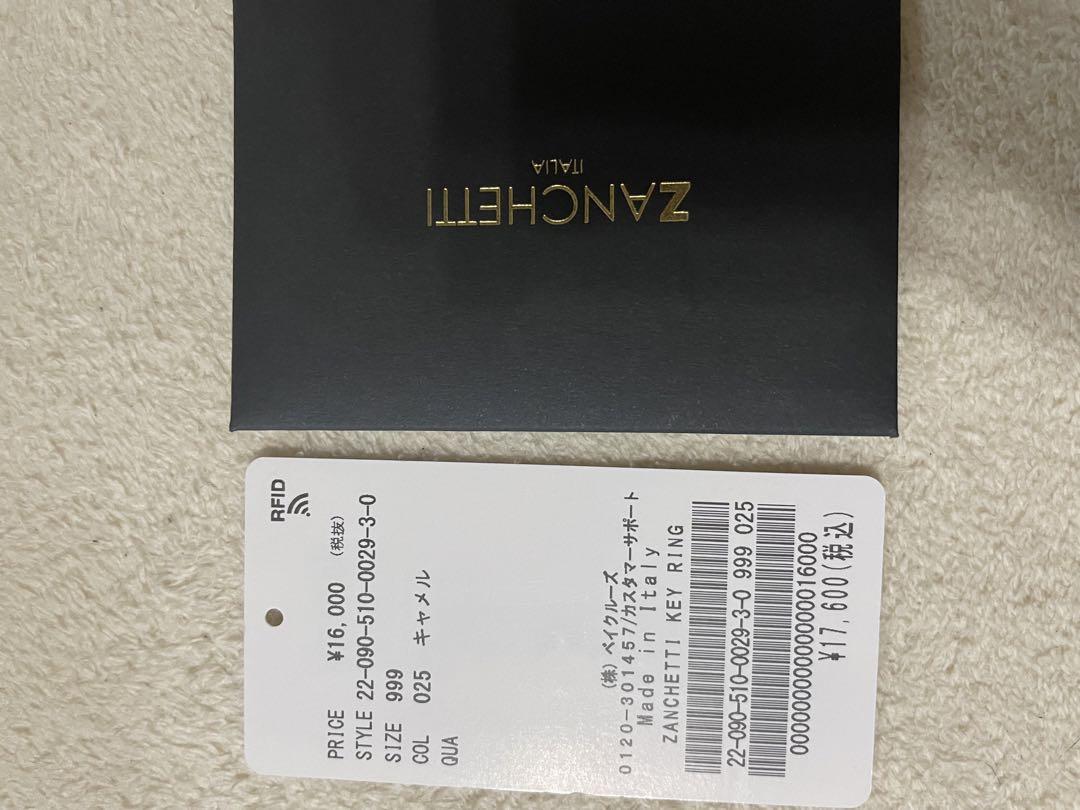 ZANCHETTI
ITALIA
RFID
PRICE ¥16,000 (税抜)
STYLE 22-090-510-0029-3-0
SIZE 999
COL 025 キャメル
QUA
(株)ベイクルーズ
0120-301457/カスタマーサポート
Made in Italy
ZANCHETTI KEY RING
22-090-510-0029-3-0 999 025
0000000000000000016000
¥17,600(税込)